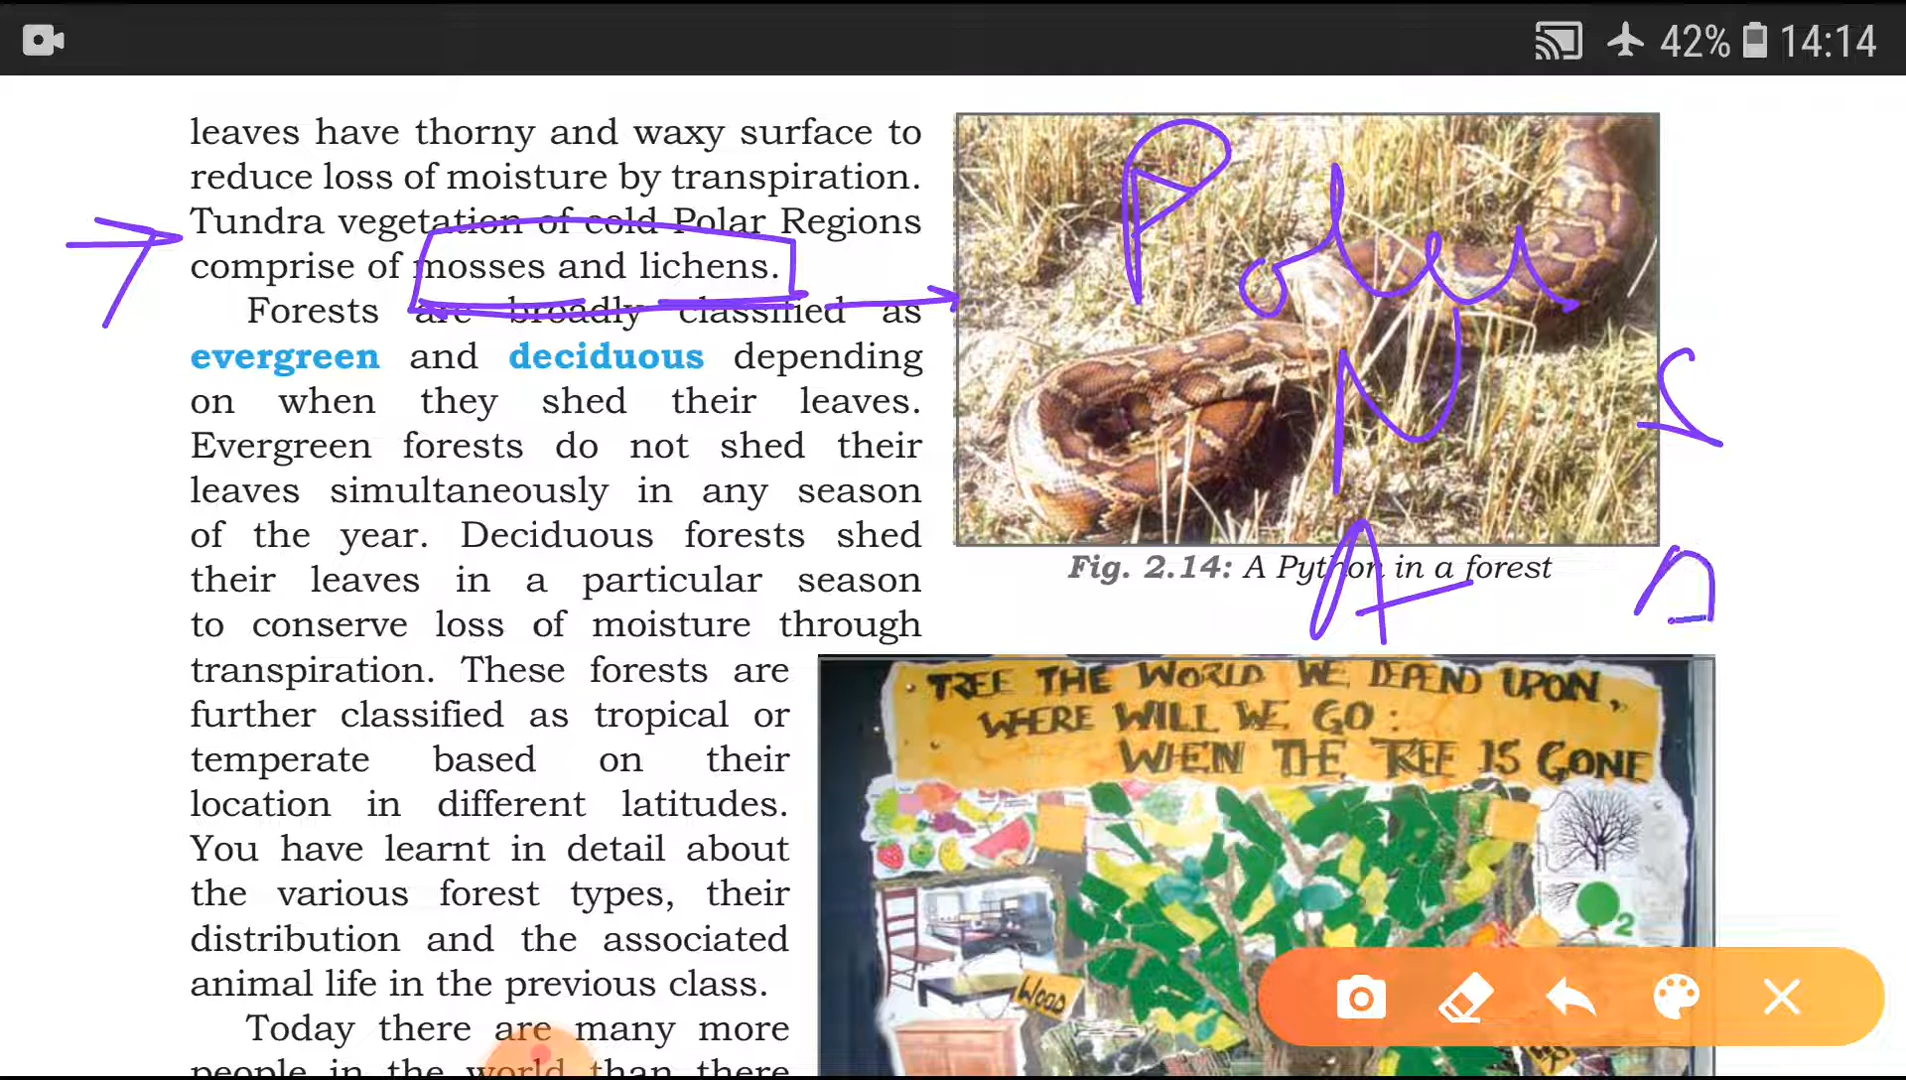 42% 14:14
leaves have thorny and waxy surface to
reduce loss of moisture by transpiration.
Tundra vegetation of cold Polar Regions
comprise of mosses and lichens.
Forests are broadly classified as
evergreen and deciduous depending
on when they shed their leaves.
Evergreen forests do not shed their
leaves simultaneously in any season
of the year. Deciduous forests shed
their leaves in a particular season
to conserve loss of moisture through
transpiration. These forests are
further classified as tropical or
temperate based on their
location in different latitudes.
You have learnt in detail about
the various forest types, their
distribution and the associated
animal life in the previous class.
Today there are many more
people in the world than there
N
A
Fig. 2.14: A Python in a forest
TREE THE WORLD WE DEPEND UPON,
WHERE WILL WE GO:
WHEN THE TREE IS GONE
2
WOOD